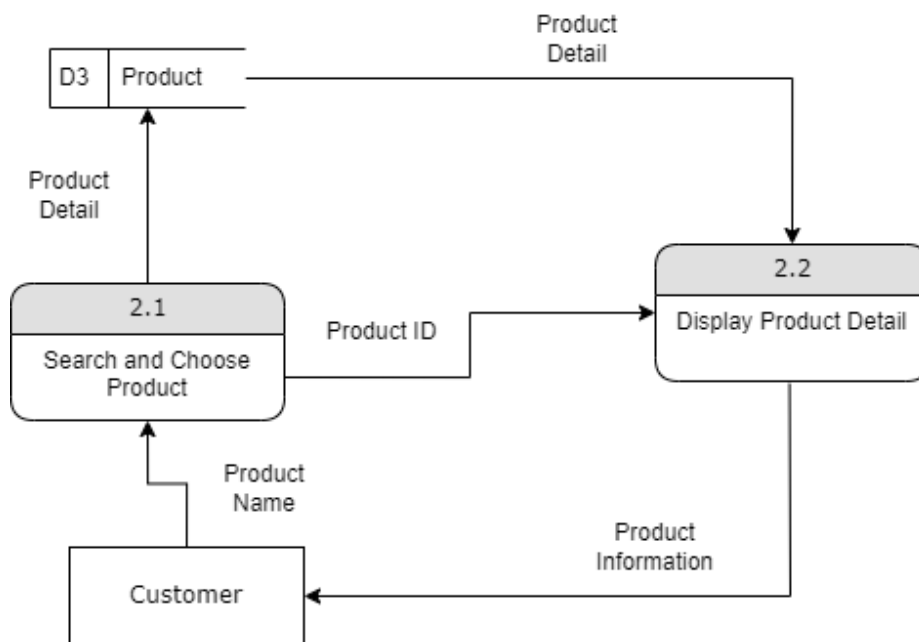 Product
Detail
D3 Product
Product
Detail
2.2
Display Product Detail
2.1
Search and Choose
Product
Product ID
Product
Name
Product
Information
Customer